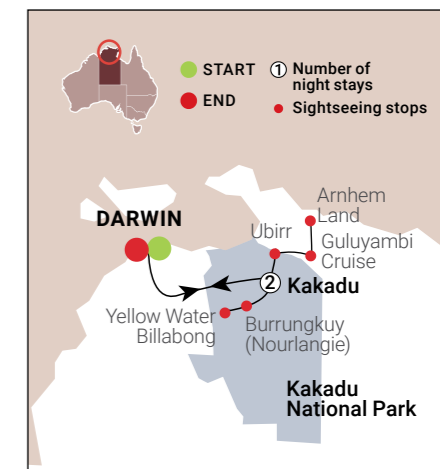 START
END
① Number of
night stays
Sightseeing stops
Arnhem
Land
Ubirr
Guluyambi
Cruise
DARWIN
2
Kakadu
Yellow Water
Billabong
Burrungkuy
(Nourlangie)
Kakadu
National Park